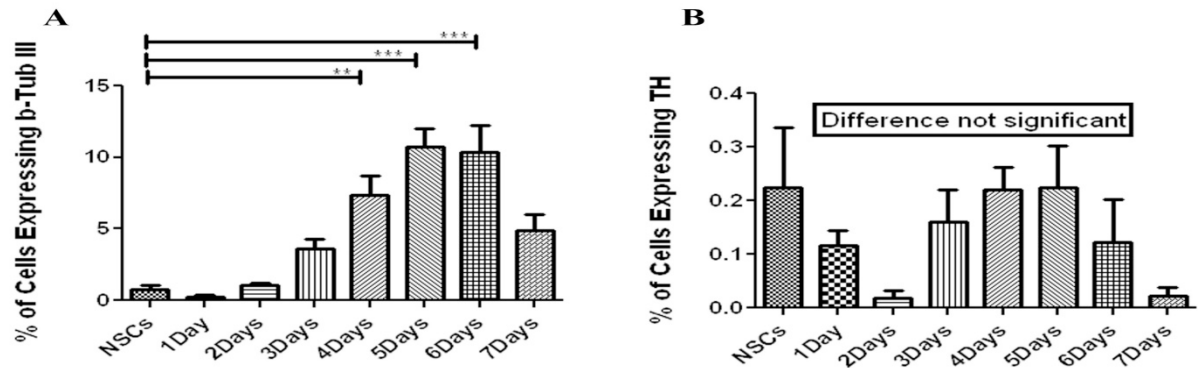 A
***
***
**
% of Cells Expressing b-Tub III
15
10
5
0
NSCs
1Day
2Days
3Days
4Days
5Days
6Days
7Days
B
Difference not significant
% of Cells Expressing TH
0.4
0.3
0.2
0.1
0.0
NSCs
1Day
2Days
3Days
4Days
5Days
6Days
7Days